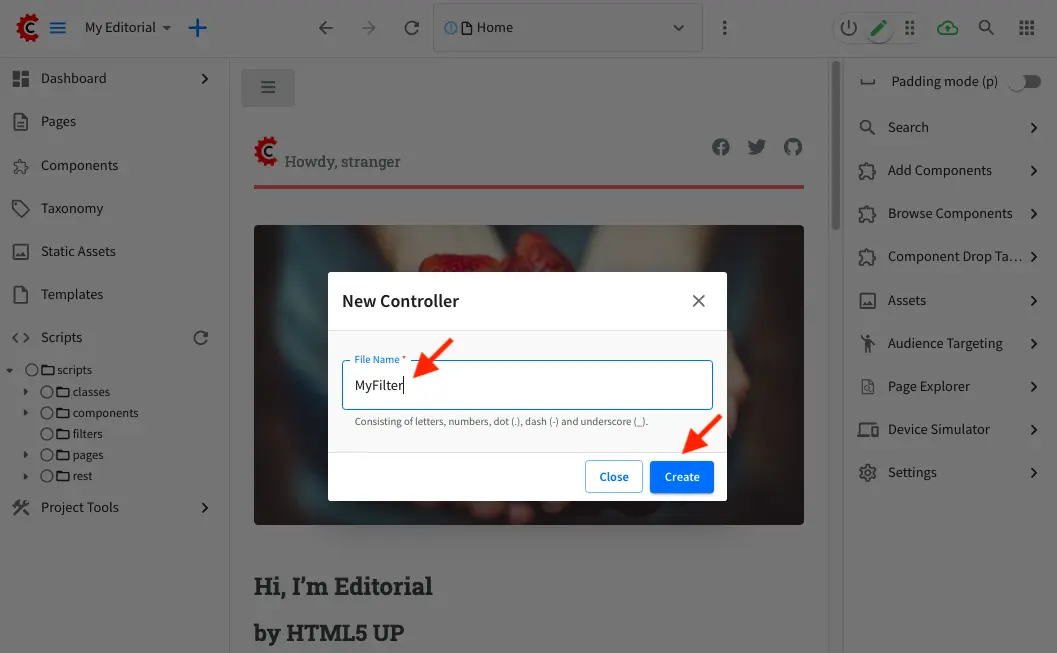 My Editorial
Home
Dashboard
Pages
Components
Taxonomy
Static Assets
Templates
Scripts
scripts
classes
components
filters
pages
rest
Project Tools
Howdy, stranger
New Controller
File Name *
MyFilter
Consisting of letters, numbers, dot (.), dash (-) and underscore (_).
Close
Create
Hi, I'm Editorial
by HTML5 UP
Padding mode (p)
Search
Add Components
Browse Components
Component Drop Ta...
Assets
Audience Targeting
Page Explorer
Device Simulator
Settings